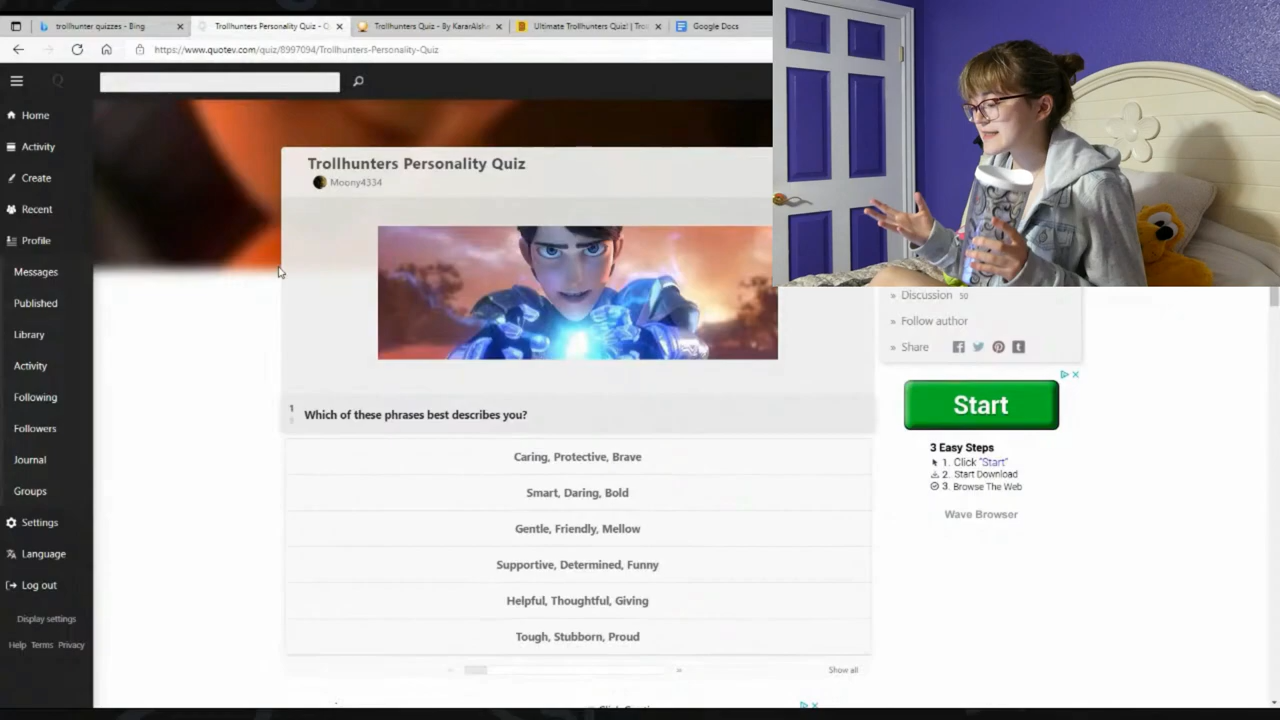 trollhunter quizzes - Bing
Trollhunters Personality Quiz -
Trollhunters Quiz - By KararAlsh
Ultimate Trollhunters Quiz! |
Google Docs
https://www.quotev.com/quiz/8997094/Trollhunters-Personality-Quiz
Home
Activity
Create
Recent
Profile
Messages
Published
Library
Activity
Following
Followers
Journal
Groups
Settings
Language
Log out
Display settings
Help Terms Privacy
Trollhunters Personality Quiz
Moony4334
1
Which of these phrases best describes you?
Caring, Protective, Brave
Smart, Daring, Bold
Gentle, Friendly, Mellow
Supportive, Determined, Funny
Helpful, Thoughtful, Giving
Tough, Stubborn, Proud
Show all
» Discussion 50
» Follow author
» Share
Start
3 Easy Steps
1. Click "Start"
2. Start Download
3. Browse The Web
Wave Browser